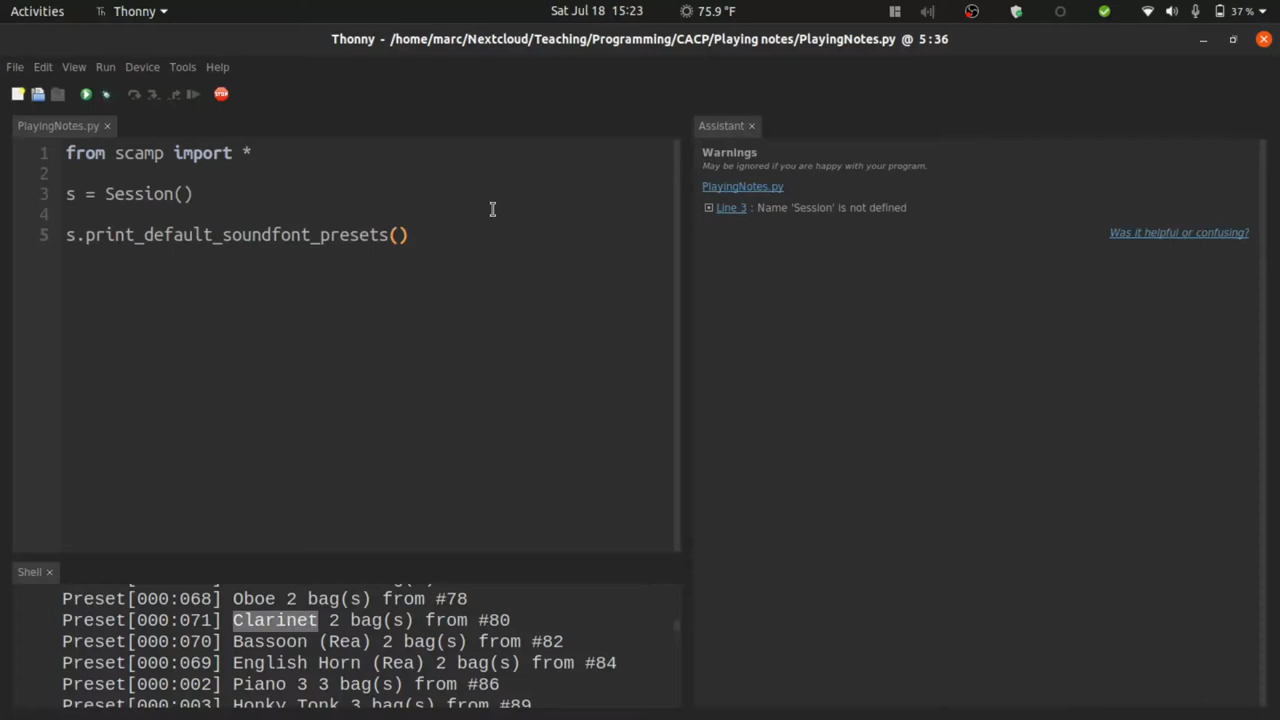 Activities
Thonny
Sat Jul 18 15:23
75.9 °F
37 %
Thonny - /home/marc/Nextcloud/Teaching/Programming/CACP/Playing notes/PlayingNotes.py @ 5:36
File Edit View Run Device Tools Help
STOP
PlayingNotes.py ×
1 from scamp import *
2
3 s = Session()
4
5 s.print_default_soundfont_presets()
Assistant ×
Warnings
May be ignored if you are happy with your program.
PlayingNotes.py
Line 3 : Name 'Session' is not defined
Was it helpful or confusing?
Shell ×
Preset[000:068] Oboe 2 bag(s) from #78
Preset[000:071] Clarinet 2 bag(s) from #80
Preset[000:070] Bassoon (Rea) 2 bag(s) from #82
Preset[000:069] English Horn (Rea) 2 bag(s) from #84
Preset[000:002] Piano 3 3 bag(s) from #86
Preset[000:003] Honky Tonk 3 bag(s) from #89